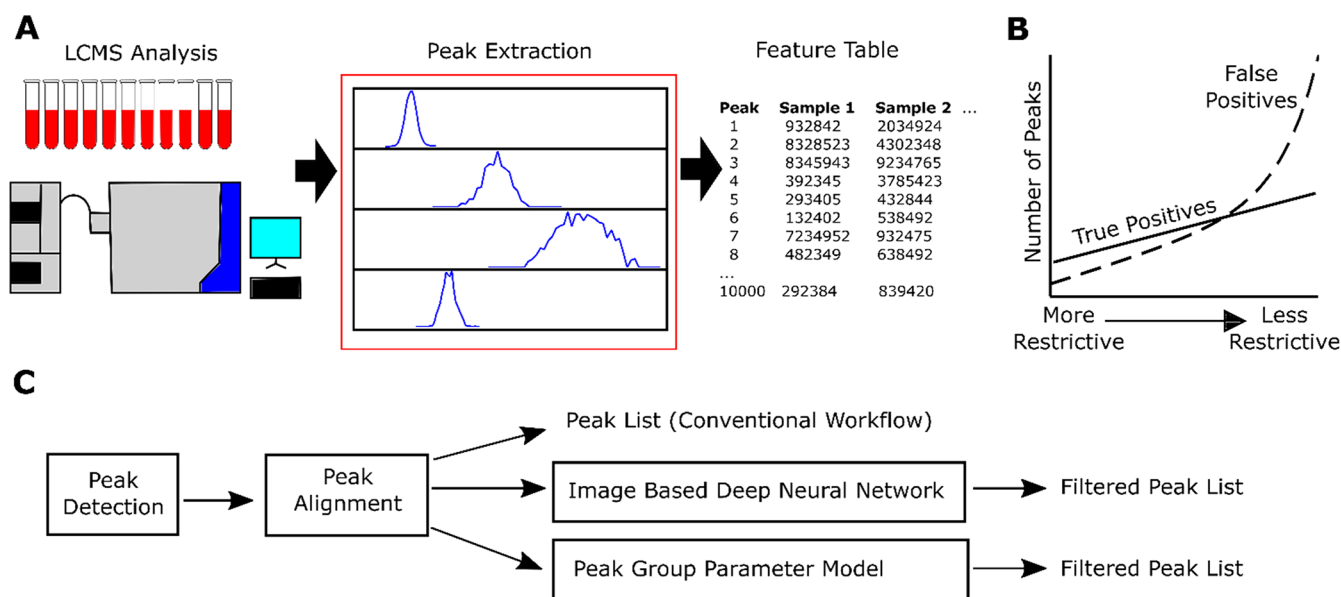 A
LCMS Analysis
Peak Extraction
Feature Table
Peak Sample 1 Sample 2 ...
1 932842 2034924
2 8328523 4302348
3 8345943 9234765
4 392345 3785423
5 293405 432844
6 132402 538492
7 7234952 932475
8 482349 638492
...
10000 292384 839420
B
Number of Peaks
False
Positives
True Positives
More
Restrictive
Less
Restrictive
C
Peak
Detection
Peak
Alignment
Peak List (Conventional Workflow)
Image Based Deep Neural Network
Filtered Peak List
Peak Group Parameter Model
Filtered Peak List